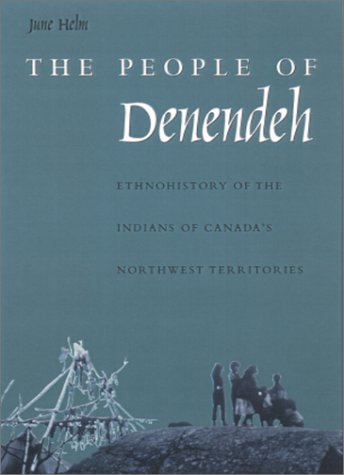 June Helm
THE PEOPLE OF
Denendeh
ETHNOHISTORY OF THE
INDIANS OF CANADA'S
NORTHWEST TERRITORIES